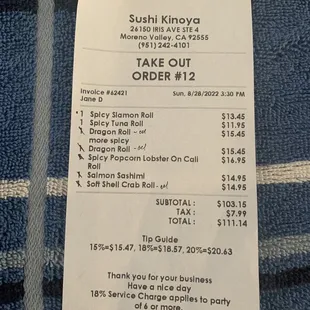 Sushi Kinoya
26150 IRIS AVE STE 4
Moreno Valley, CA 92555
(951) 242-4101
TAKE OUT
ORDER #12
Invoice #62421
Jane D
Sun, 8/28/2022 3:30 PM
1 Spicy Slamon Roll $13.45
1 Spicy Tuna Roll $11.95
Dragon Roll $15.45
more spicy
Dragon Roll $15.45
Spicy Popcorn Lobster On Cali $16.95
Roll
Salmon Sashimi $14.95
Soft Shell Crab Roll $14.95
SUBTOTAL : $103.15
TAX : $7.99
TOTAL : $111.14
Tip Guide
15%=$15.47, 18%=$18.57, 20%=$20.63
Thank you for your business
Have a nice day
18% Service Charge applies to party
of 6 or more.